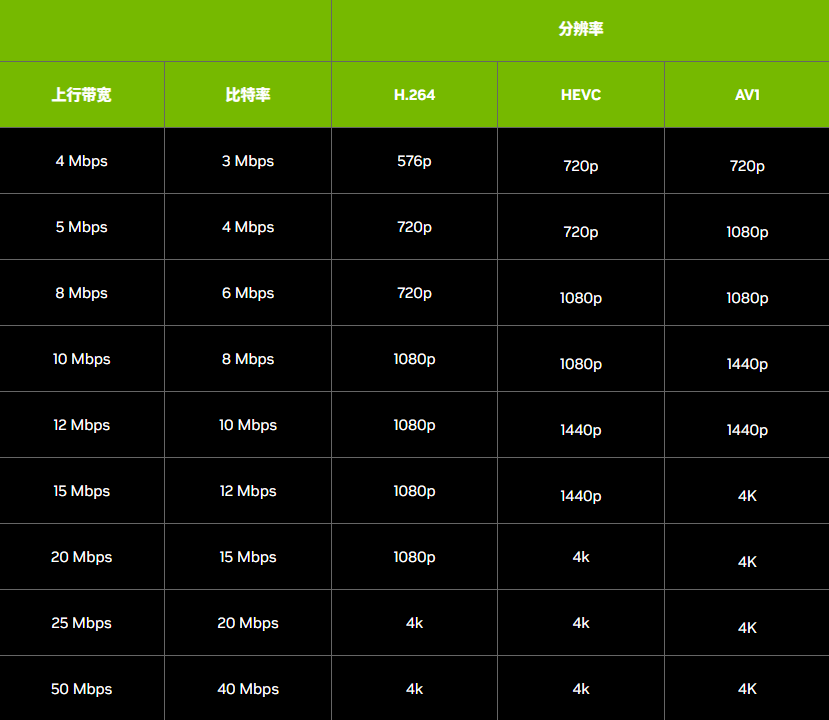 分辨率
上行带宽 比特率 H.264 HEVC AV1
4 Mbps 3 Mbps 576p 720p 720p
5 Mbps 4 Mbps 720p 720p 1080p
8 Mbps 6 Mbps 720p 1080p 1080p
10 Mbps 8 Mbps 1080p 1080p 1440p
12 Mbps 10 Mbps 1080p 1440p 1440p
15 Mbps 12 Mbps 1080p 1440p 4K
20 Mbps 15 Mbps 1080p 4k 4K
25 Mbps 20 Mbps 4k 4k 4K
50 Mbps 40 Mbps 4k 4k 4K